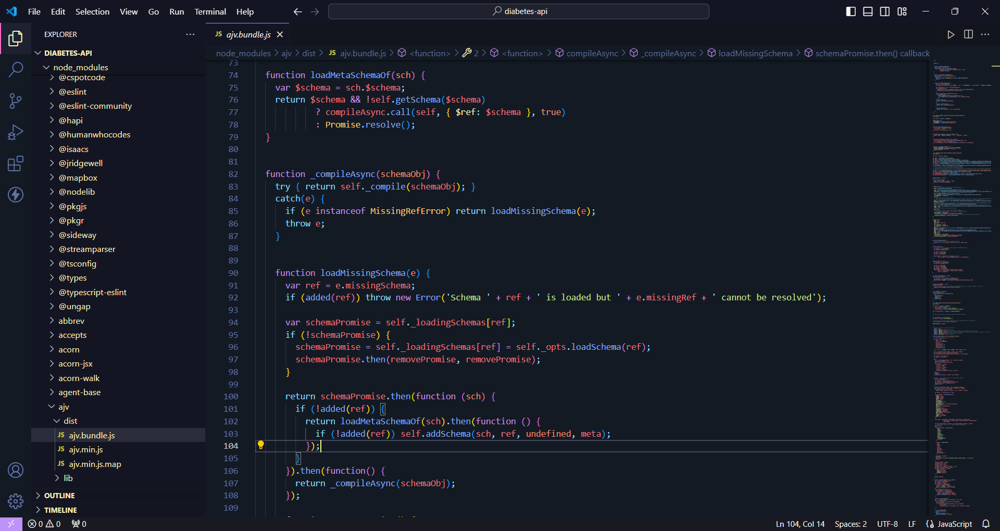 File Edit Selection View Go Run Terminal Help
diabetes-api
EXPLORER
DIABETES-API
node_modules
@cspotcode
@eslint
@eslint-community
@hapi
@humanwhocodes
@isaacs
@jridgewell
@mapbox
@nodelib
@pkgjs
@pkgr
@sideway
@streamparser
@tsconfig
@types
@typescript-eslint
@ungap
abbrev
accepts
acorn
acorn-jsx
acorn-walk
agent-base
ajv
dist
JS ajv.bundle.js
JS ajv.min.js
JS ajv.min.js.map
lib
OUTLINE
TIMELINE
JS ajv.bundle.js
node_modules > ajv > dist > JS ajv.bundle.js > <function> > 2 > <function> > compileAsync > _compileAsync > loadMissingSchema > schemaPromise.then() callback
73
74 function loadMetaSchemaOf(sch) {
75 var $schema = sch.$schema;
76 return $schema && !self.getSchema($schema)
77 ? compileAsync.call(self, { $ref: $schema }, true)
78 : Promise.resolve();
79 }
80
81
82 function _compileAsync(schemaObj) {
83 try { return self._compile(schemaObj); }
84 catch(e) {
85 if (e instanceof MissingRefError) return loadMissingSchema(e);
86 throw e;
87 }
88
89
90 function loadMissingSchema(e) {
91 var ref = e.missingSchema;
92 if (added(ref)) throw new Error('Schema ' + ref + ' is loaded but ' + e.missingRef + ' cannot be resolved');
93
94 var schemaPromise = self._loadingSchemas[ref];
95 if (!schemaPromise) {
96 schemaPromise = self._loadingSchemas[ref] = self._opts.loadSchema(ref);
97 schemaPromise.then(removePromise, removePromise);
98 }
99
100 return schemaPromise.then(function (sch) {
101 if (!added(ref)) {
102 return loadMetaSchemaOf(sch).then(function () {
103 if (!added(ref)) self.addSchema(sch, ref, undefined, meta);
104 });
105 }
106 }).then(function() {
107 return _compileAsync(schemaObj);
108 });
109
0 0 0
Ln 104, Col 14 Spaces: 2 UTF-8 LF JavaScript